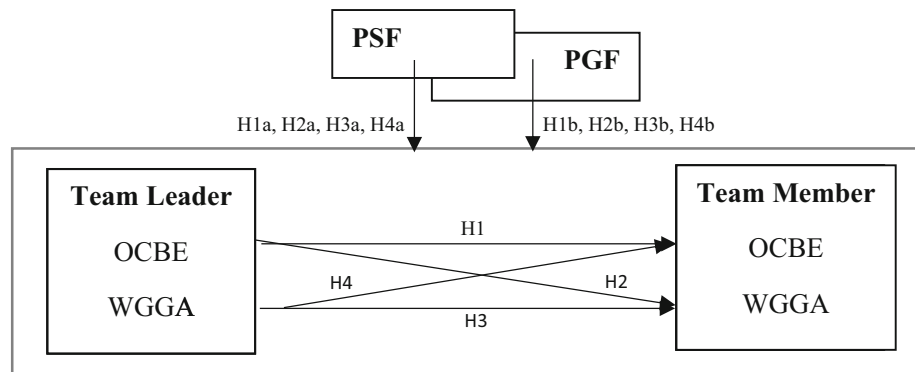 PSF
PGF
H1a, H2a, H3a, H4a
H1b, H2b, H3b, H4b
Team Leader
OCBE
WGGA
H1
H4
H2
H3
Team Member
OCBE
WGGA